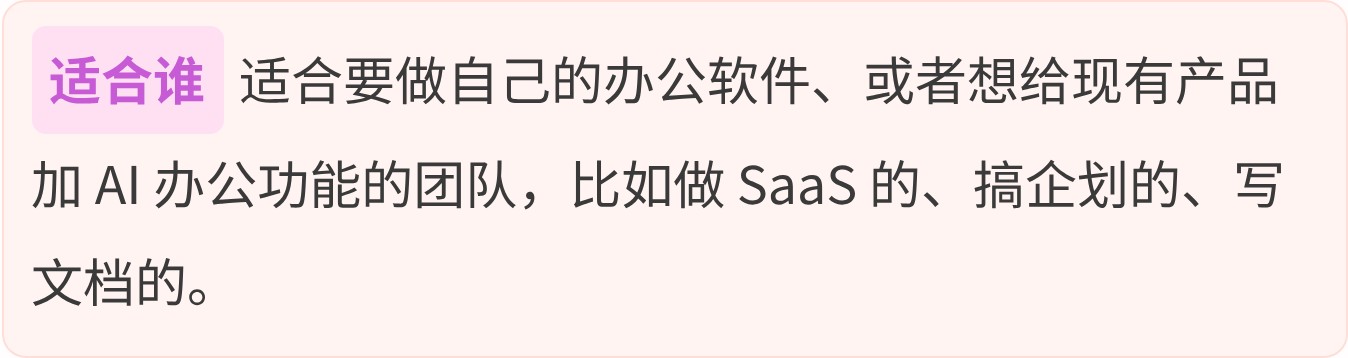 适合谁 适合要做自己的办公软件、或者想给现有产品
加 AI 办公功能的团队，比如做 SaaS 的、搞企划的、写
文档的。